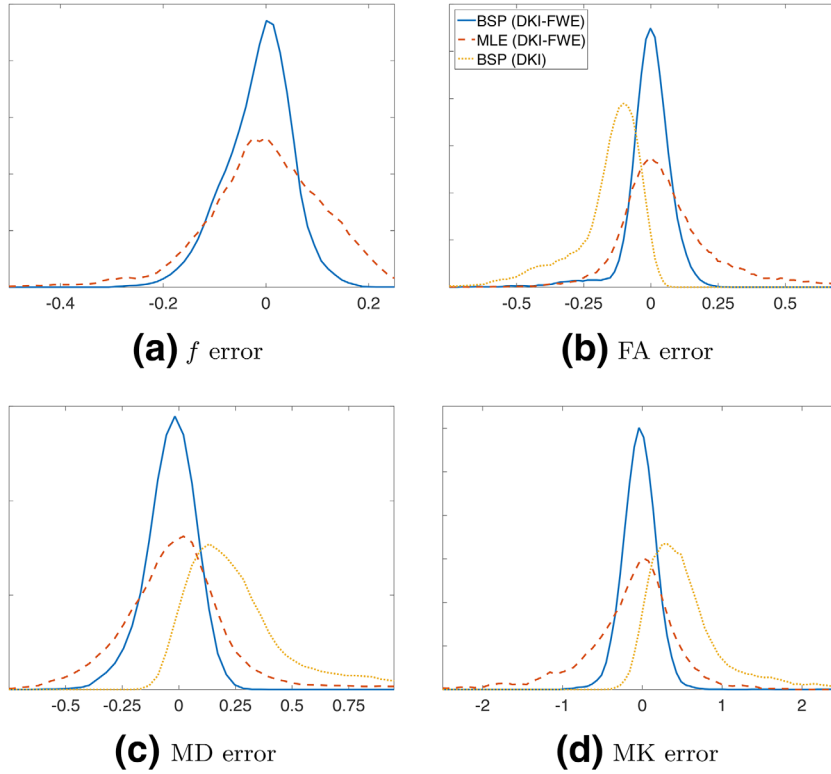 BSP (DKI-FWE)
MLE (DKI-FWE)
BSP (DKI)
-0.4 -0.2 0 0.2
-0.5 -0.25 0 0.25 0.5
(a) f error
(b) FA error
-0.5 -0.25 0 0.25 0.5 0.75
-2 -1 0 1 2
(c) MD error
(d) MK error